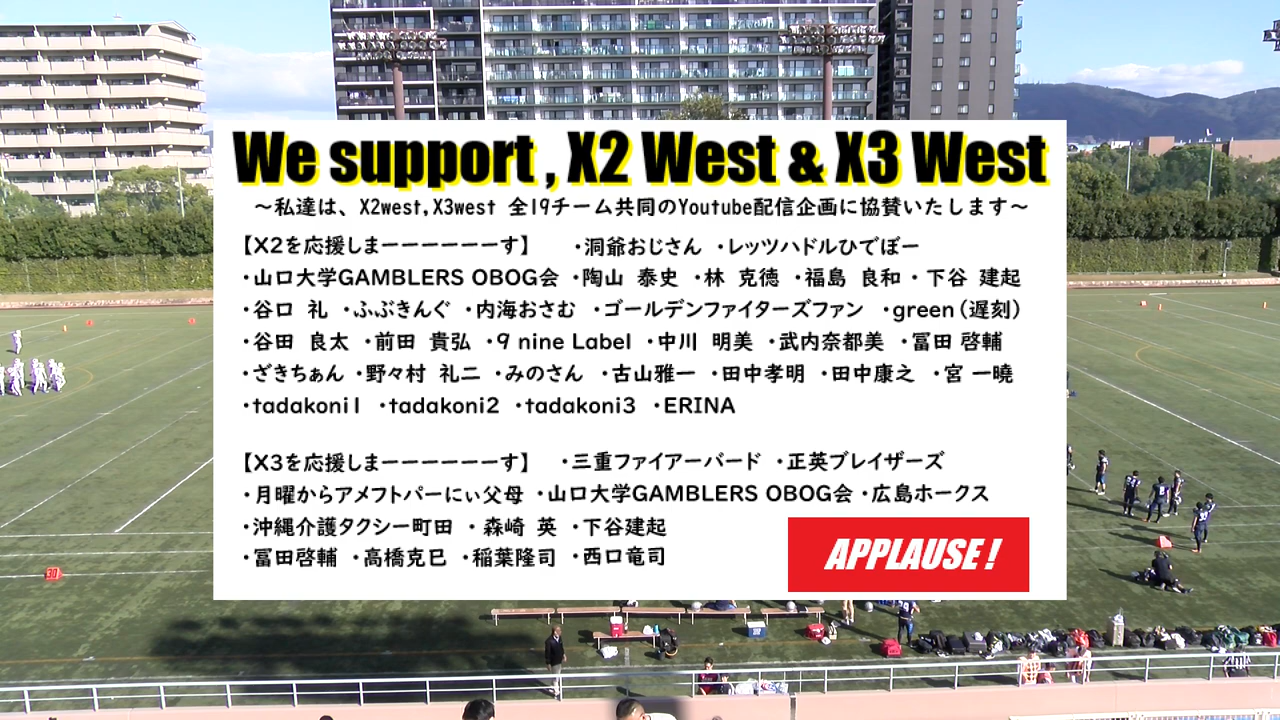 We support , X2 West & X3 West
～私達は、X2west,X3west 全19チーム共同のYoutube配信企画に協賛いたします～
【X2を応援しまーーーーーーす】 ・洞爺おじさん ・レッツハドルひでぼー
・山口大学GAMBLERS OBOG会 ・陶山 泰史 ・林 克徳 ・福島 良和 ・下谷 建起
・谷口 礼 ・ふぶきんぐ ・内海おさむ ・ゴールデンファイターズファン ・green（遅刻）
・谷田 良太 ・前田 貴弘 ・9 nine Label ・中川 明美 ・武内奈都美 ・冨田 啓輔
・ざきちぁん ・野々村 礼二 ・みのさん ・古山雅一 ・田中孝明 ・田中康之 ・宮 一曉
・tadakoni1 ・tadakoni2 ・tadakoni3 ・ERINA
【X3を応援しまーーーーーーす】 ・三重ファイアーバード ・正英ブレイザーズ
・月曜からアメフトパーにぃ父母 ・山口大学GAMBLERS OBOG会 ・広島ホークス
・沖縄介護タクシー町田 ・森崎 英 ・下谷建起
・冨田啓輔 ・高橋克巳 ・稲葉隆司 ・西口竜司
APPLAUSE!
30